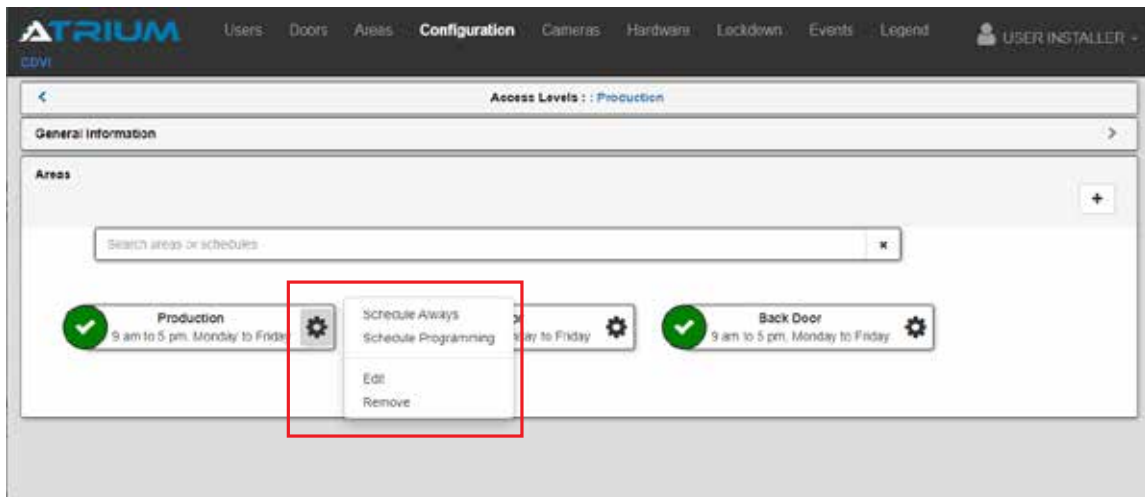 ATRIUM
CDVI
Users Doors Areas Configuration Cameras Hardware Lockdown Events Legend USER INSTALLER
Access Levels : : Production
General Information
Areas
+
Search areas or schedules
Production
9 am to 5 pm, Monday to Friday
Schedule Always
Schedule Programming
Edit
Remove
ay to Friday
Back Door
9 am to 5 pm, Monday to Friday